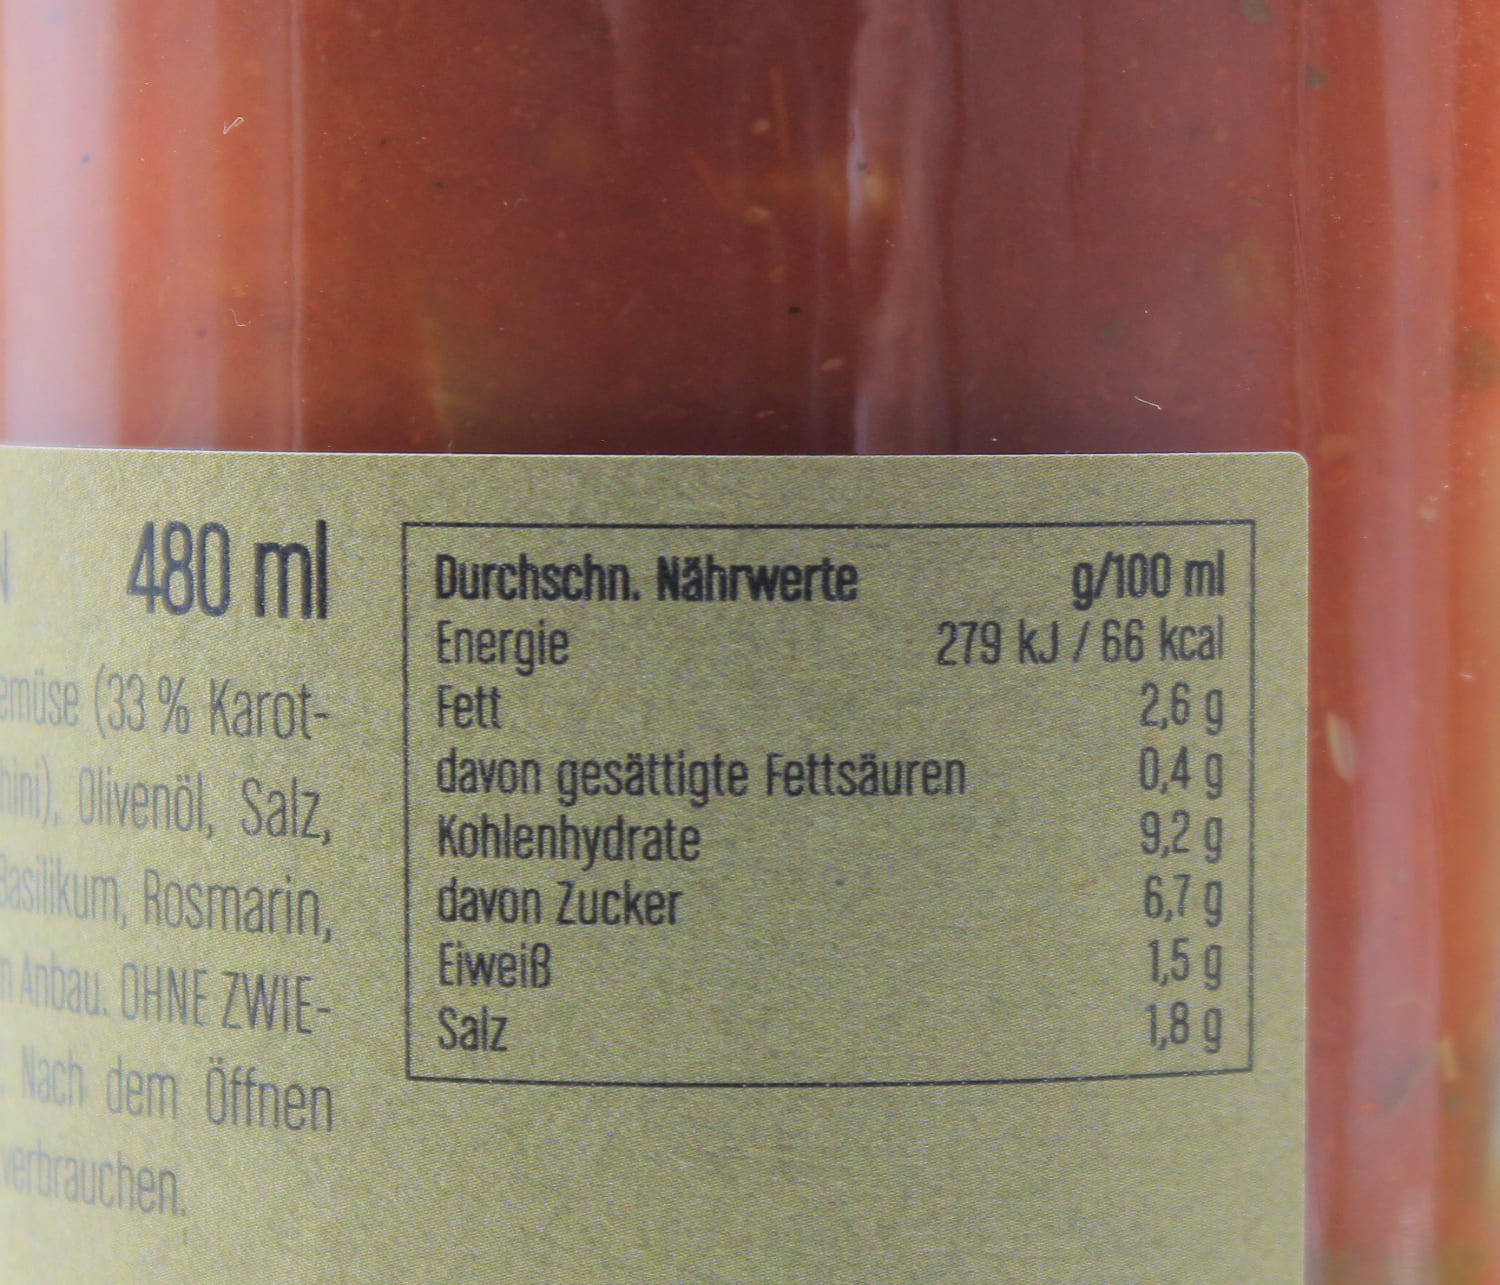 480 ml
(33 % Karot-
Olivenöl, Salz,
Basilikum, Rosmarin,
Anbau. OHNE ZWIE-
Nach dem Öffnen
verbrauchen.
Durchschn. Nährwerte g/100 ml
Energie 279 kJ / 66 kcal
Fett 2,6 g
davon gesättigte Fettsäuren 0,4 g
Kohlenhydrate 9,2 g
davon Zucker 6,7 g
Eiweiß 1,5 g
Salz 1,8 g